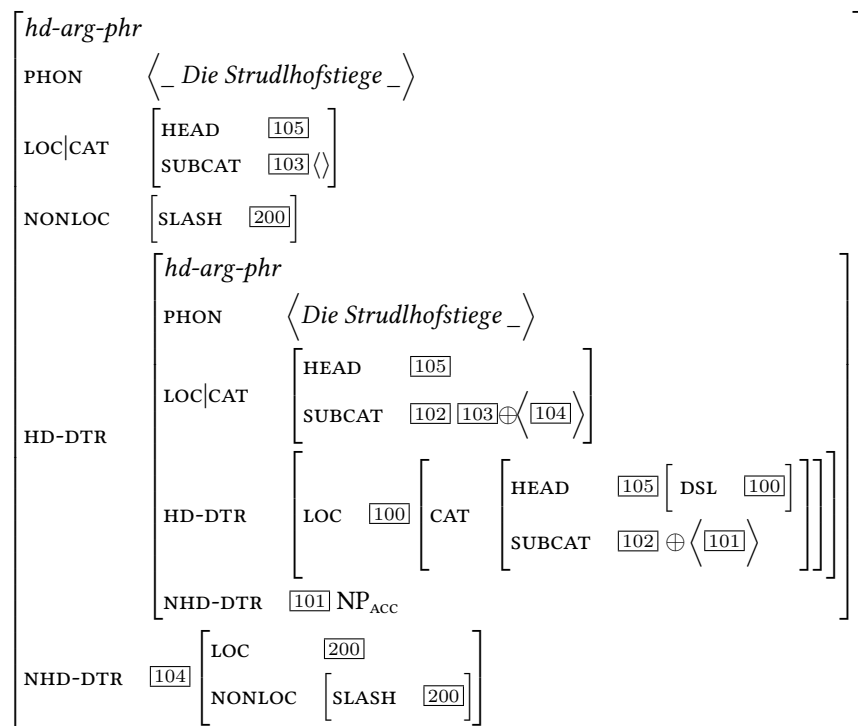 hd-arg-phr
PHON ⟨_ Die Strudlhofstiege _⟩
LOC|CAT [HEAD 105
SUBCAT 103 ⟨⟩]
NONLOC [SLASH 200]
HD-DTR
hd-arg-phr
PHON ⟨Die Strudlhofstiege _⟩
LOC|CAT [HEAD 105
SUBCAT 102 103 ⊕ ⟨104⟩]
HD-DTR [LOC 100 [CAT [HEAD 105 [DSL 100]
SUBCAT 102 ⊕ ⟨101⟩]]]
NHD-DTR 101 NP_ACC
NHD-DTR 104 [LOC 200
NONLOC [SLASH 200]]